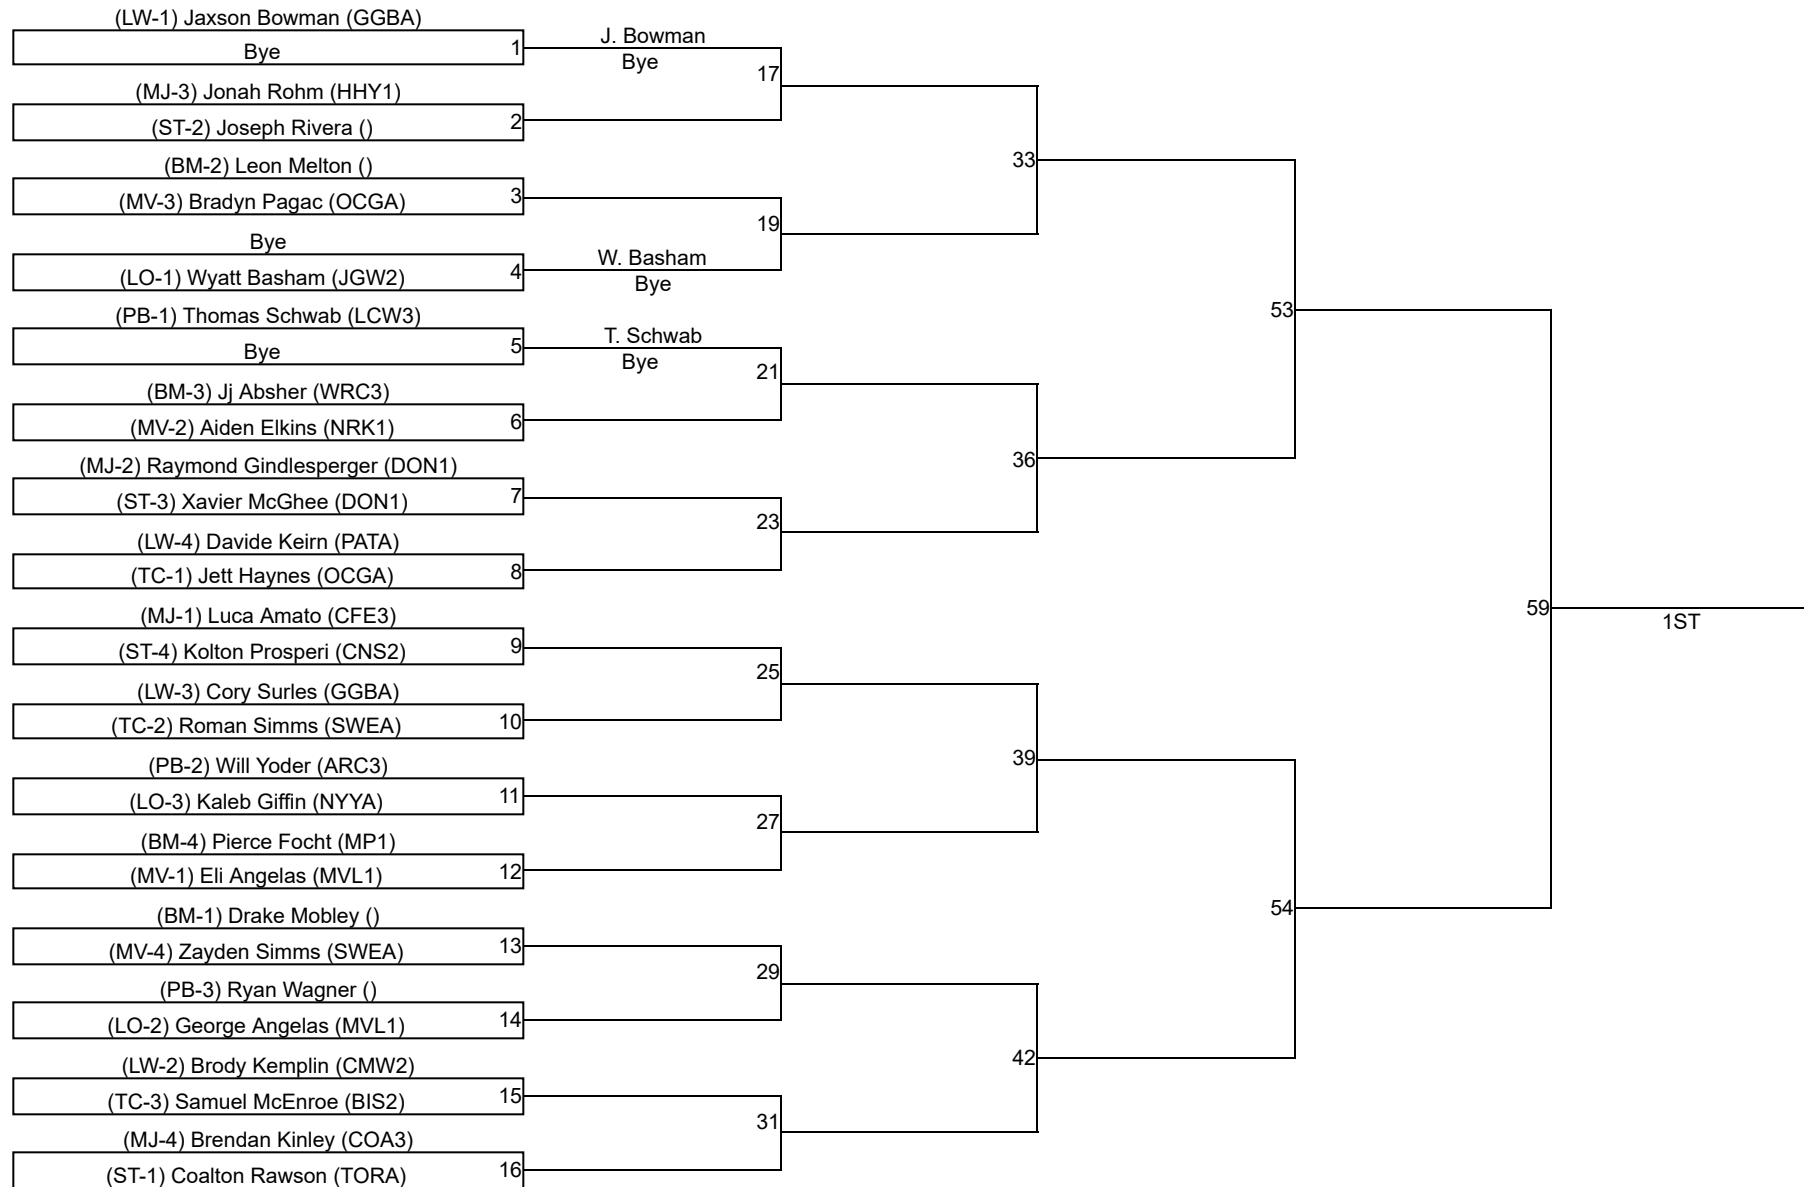 (LW-1) Jaxson Bowman (GGBA)
Bye
1
J. Bowman
Bye
17
(MJ-3) Jonah Rohm (HHY1)
(ST-2) Joseph Rivera ()
2
33
(BM-2) Leon Melton ()
(MV-3) Bradyn Pagac (OCGA)
3
19
Bye
(LO-1) Wyatt Basham (JGW2)
4
W. Basham
Bye
53
(PB-1) Thomas Schwab (LCW3)
Bye
5
T. Schwab
Bye
21
(BM-3) Jj Absher (WRC3)
(MV-2) Aiden Elkins (NRK1)
6
36
(MJ-2) Raymond Gindlesperger (DON1)
(ST-3) Xavier McGhee (DON1)
7
23
(LW-4) Davide Keirn (PATA)
(TC-1) Jett Haynes (OCGA)
8
59
1ST
(MJ-1) Luca Amato (CFE3)
(ST-4) Kolton Prosperi (CNS2)
9
25
(LW-3) Cory Surles (GGBA)
(TC-2) Roman Simms (SWEA)
10
39
(PB-2) Will Yoder (ARC3)
(LO-3) Kaleb Giffin (NYYA)
11
27
(BM-4) Pierce Focht (MP1)
(MV-1) Eli Angelas (MVL1)
12
54
(BM-1) Drake Mobley ()
(MV-4) Zayden Simms (SWEA)
13
29
(PB-3) Ryan Wagner ()
(LO-2) George Angelas (MVL1)
14
42
(LW-2) Brody Kemplin (CMW2)
(TC-3) Samuel McEnroe (BIS2)
15
31
(MJ-4) Brendan Kinley (COA3)
(ST-1) Coalton Rawson (TORA)
16